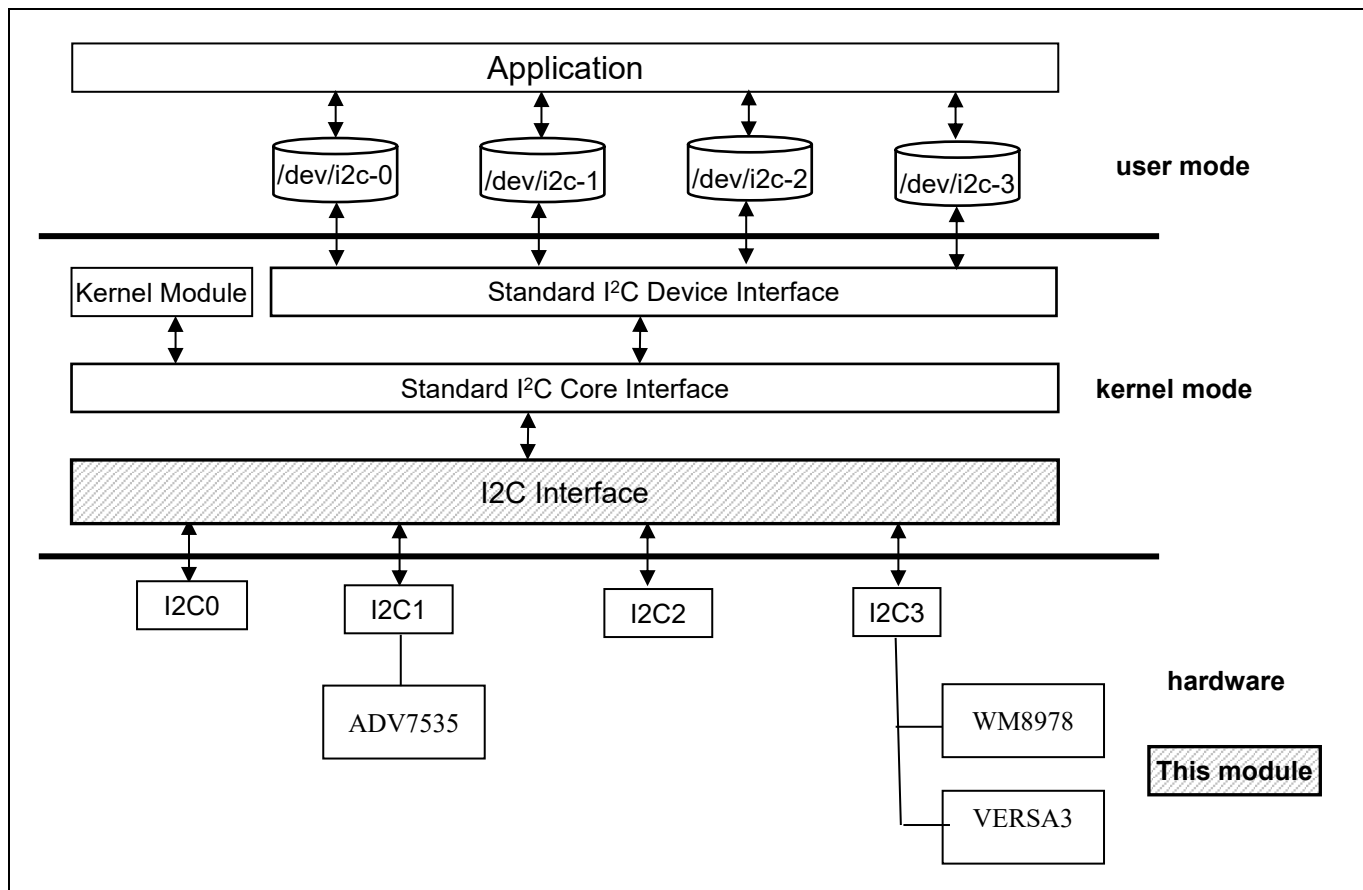 Application
/dev/i2c-0
/dev/i2c-1
/dev/i2c-2
/dev/i2c-3
user mode
Kernel Module
Standard I²C Device Interface
Standard I²C Core Interface
kernel mode
I2C Interface
I2C0
I2C1
I2C2
I2C3
hardware
ADV7535
WM8978
This module
VERSA3